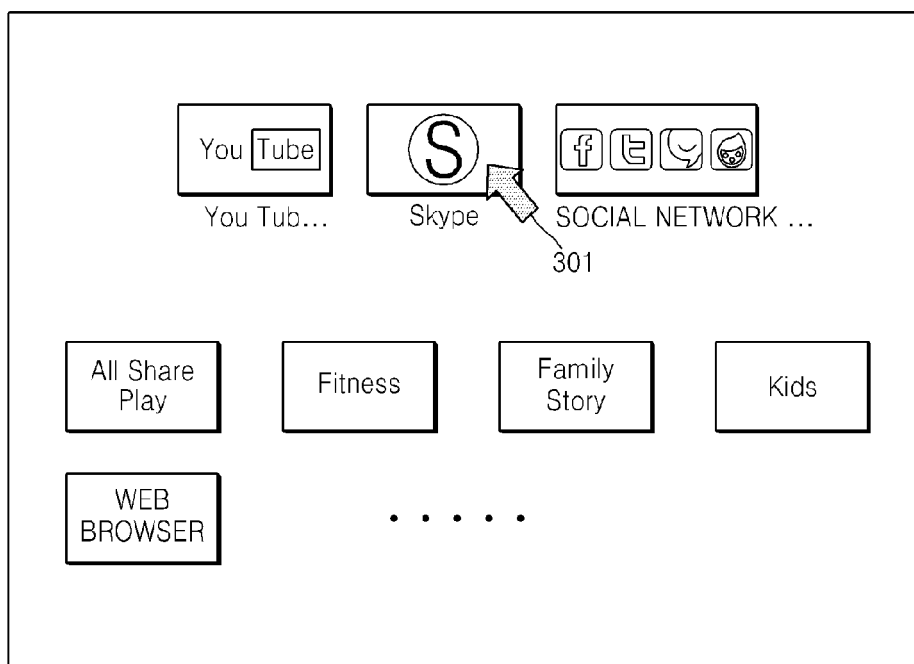 You Tube
S
f t
You Tub...
Skype
SOCIAL NETWORK ...
301
All Share
Play
Fitness
Family
Story
Kids
WEB
BROWSER
.....